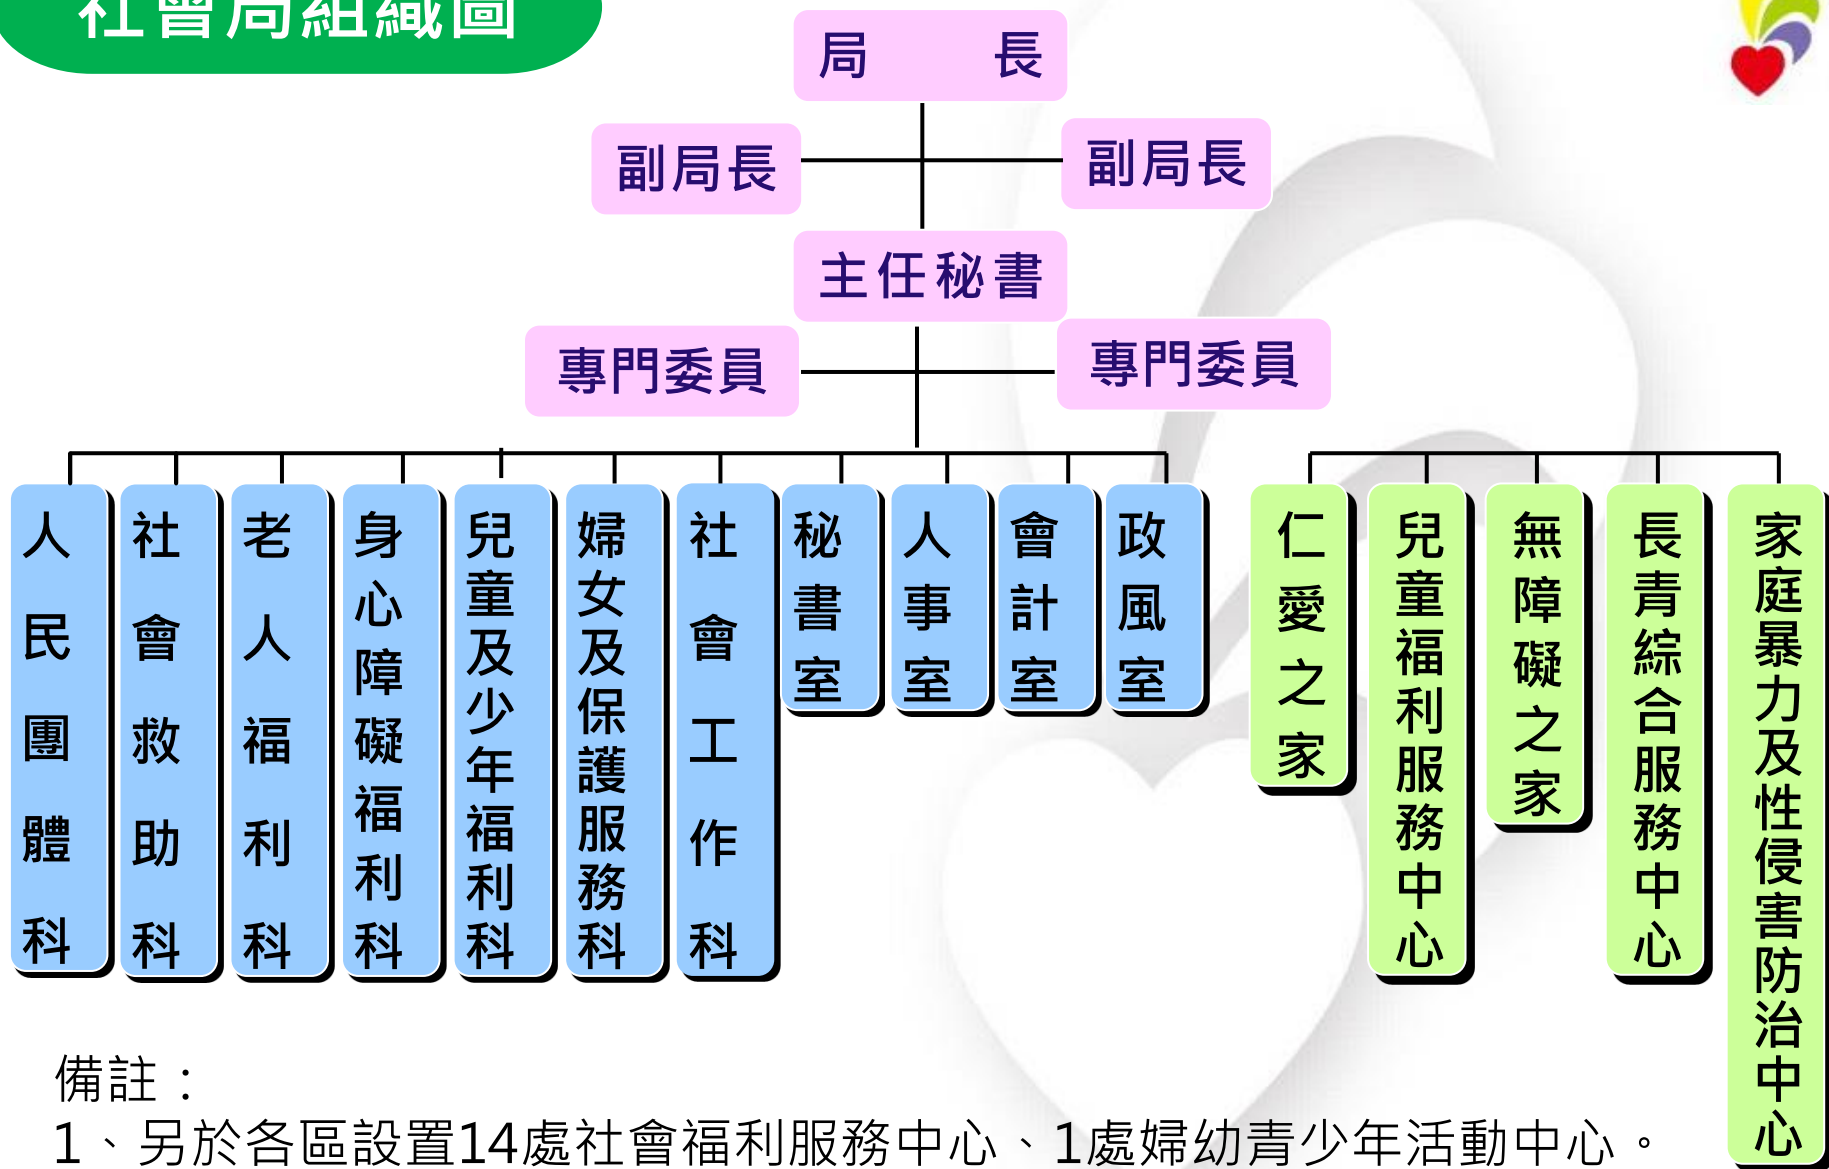 社會局組織圖
局 長
副局長
副局長
主任秘書
專門委員
專門委員
人民團體科
社會救助科
老人福利科
身心障礙福利科
兒童及少年福利科
婦女及保護服務科
社會工作科
秘書室
人事室
會計室
政風室
仁愛之家
兒童福利服務中心
無障礙之家
長青綜合服務中心
家庭暴力及性侵害防治中心
備註：
1、另於各區設置14處社會福利服務中心、1處婦幼青少年活動中心。